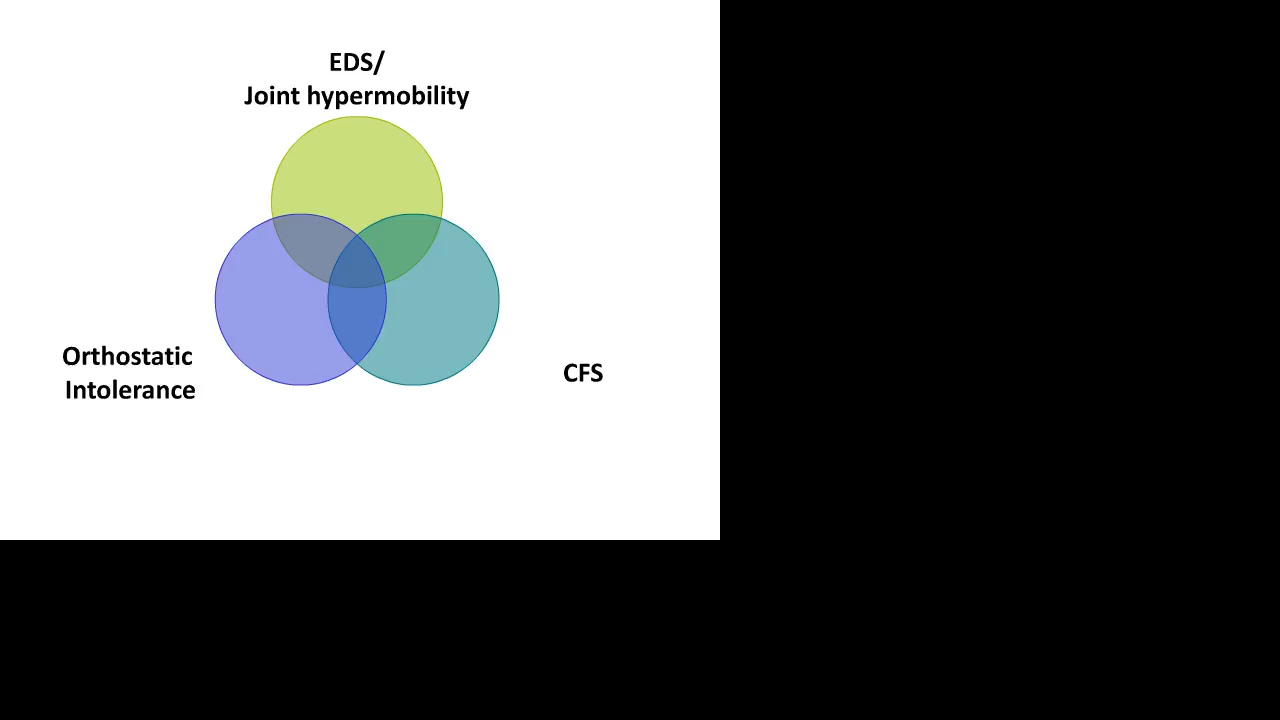 EDS/
Joint hypermobility
Orthostatic
Intolerance
CFS